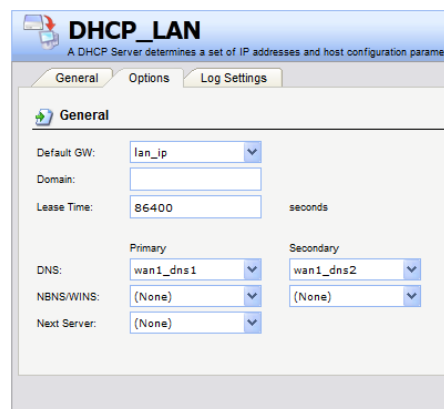 DHCP_LAN
A DHCP Server determines a set of IP addresses and host configuration parame
General Options Log Settings
General
Default GW: lan_ip
Domain:
Lease Time: 86400 seconds
Primary Secondary
DNS: wan1_dns1 wan1_dns2
NBNS/WINS: (None) (None)
Next Server: (None)